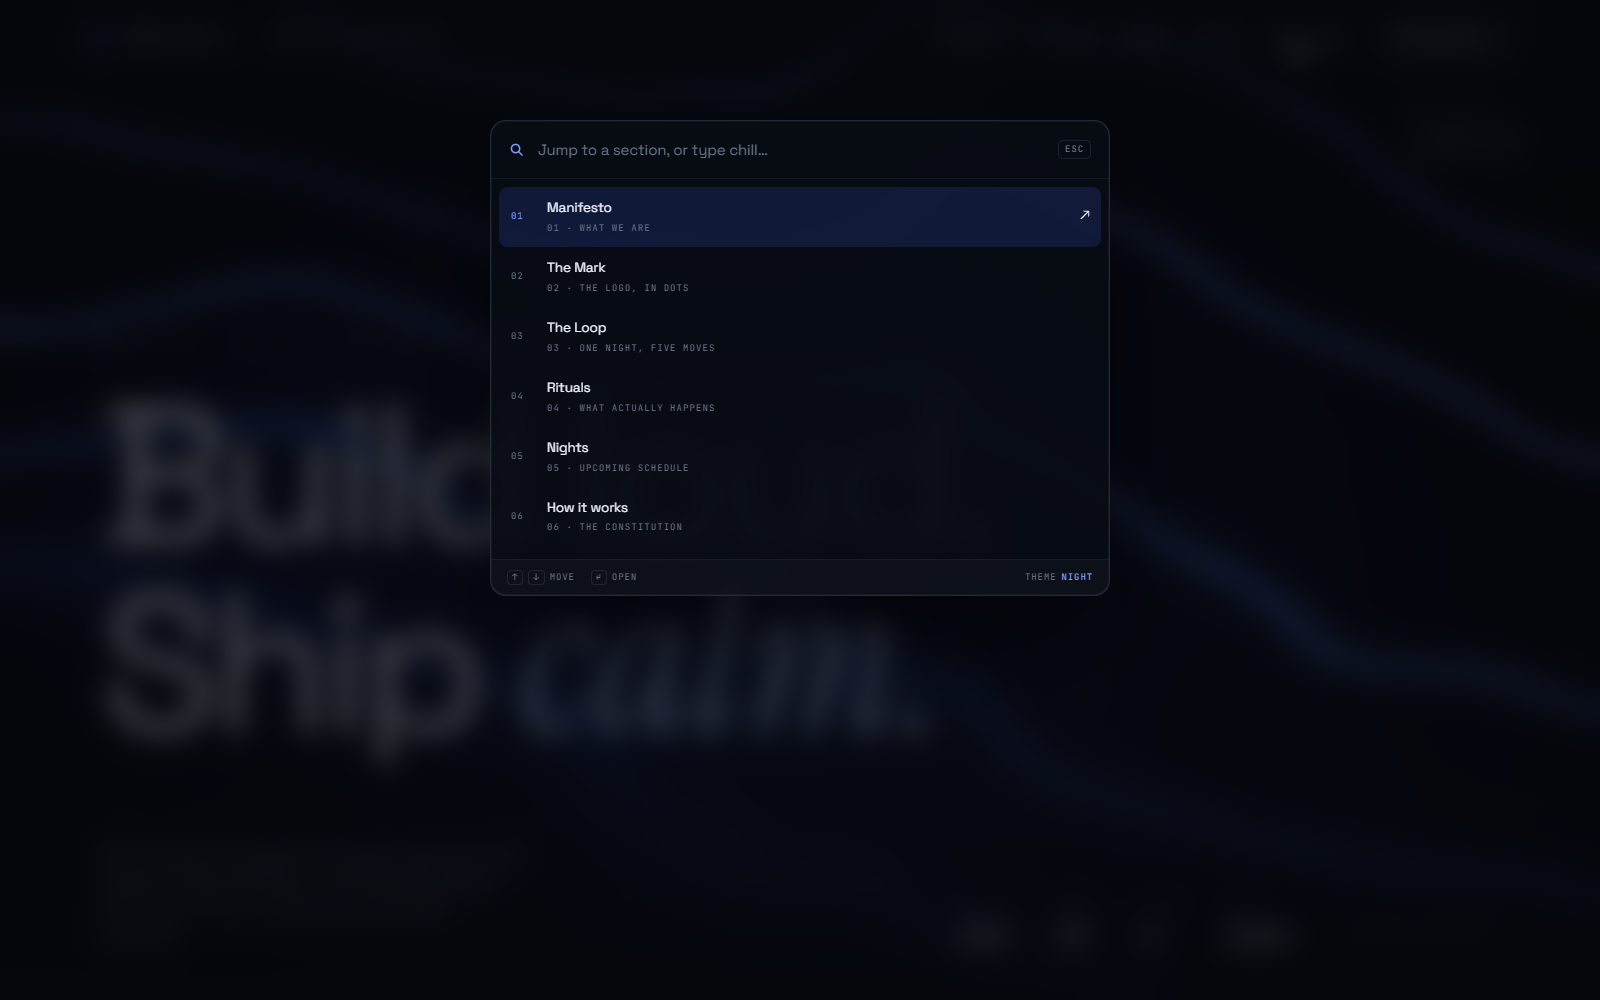 Jump to a section, or type chill...
ESC
01
Manifesto
01 · WHAT WE ARE
02
The Mark
02 · THE LOGO, IN DOTS
03
The Loop
03 · ONE NIGHT, FIVE MOVES
04
Rituals
04 · WHAT ACTUALLY HAPPENS
05
Nights
05 · UPCOMING SCHEDULE
06
How it works
06 · THE CONSTITUTION
↑ ↓ MOVE ↵ OPEN
THEME NIGHT
Ship calm.